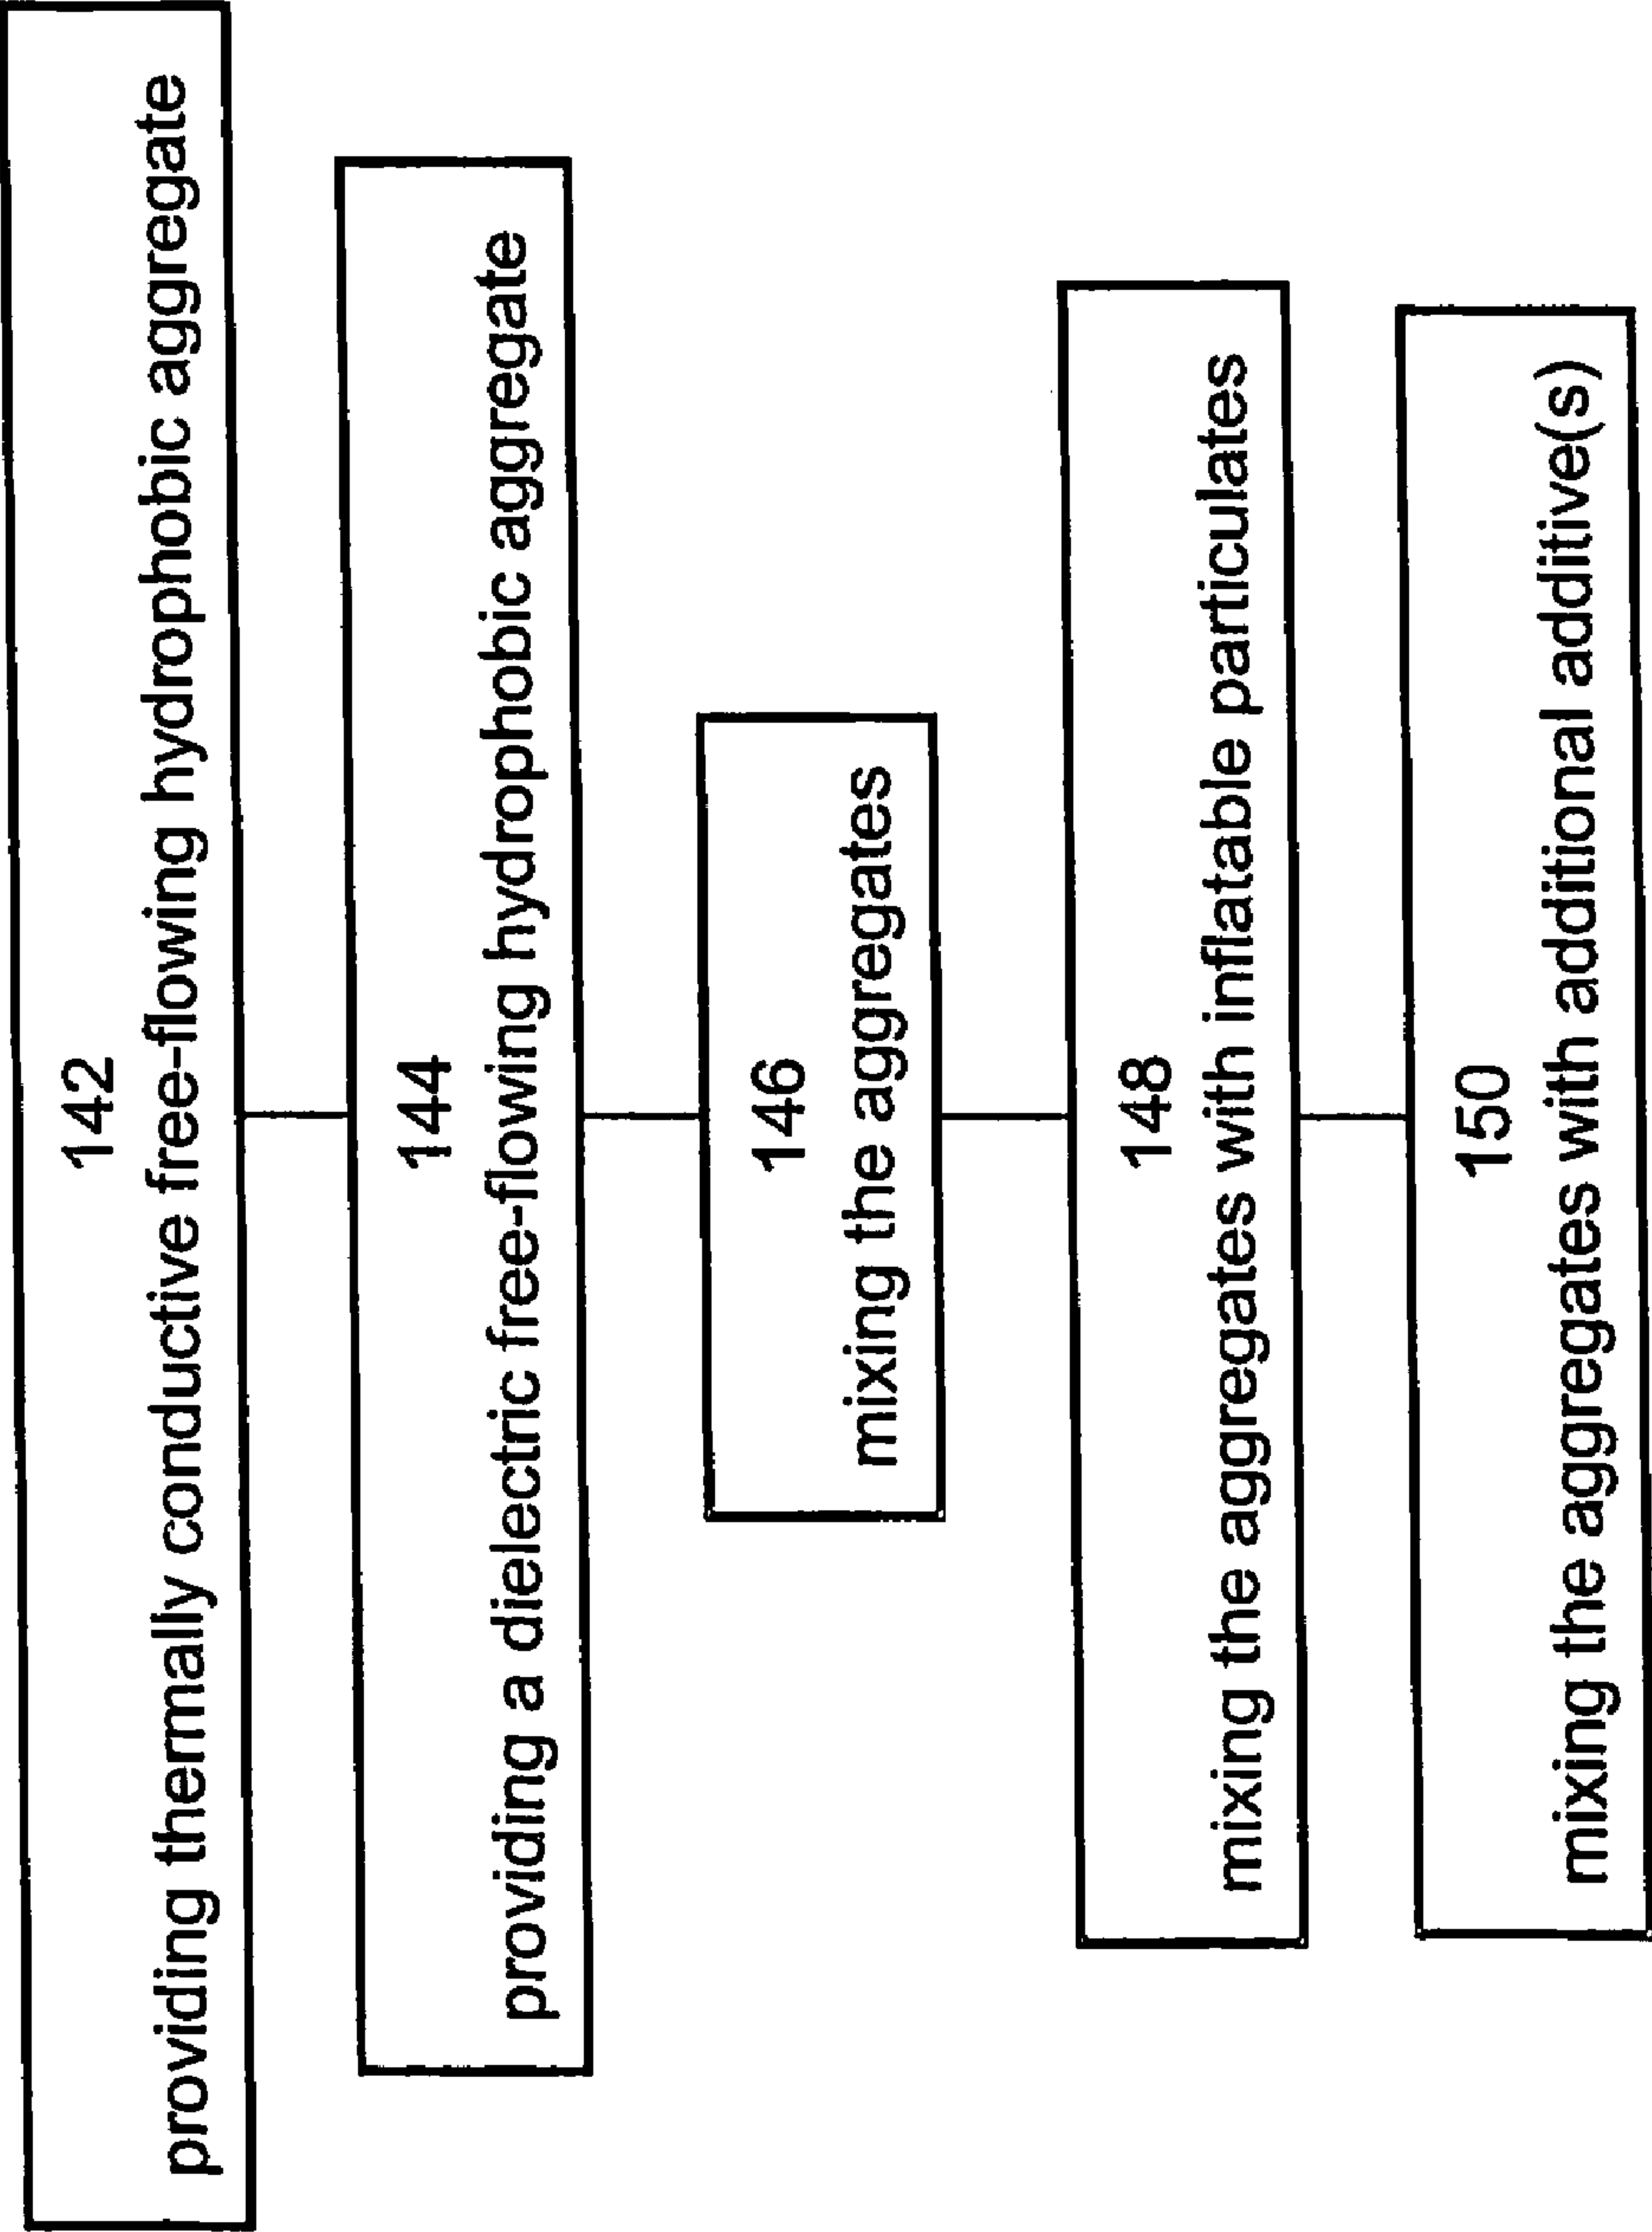 142
providing thermally conductive free-flowing hydrophobic aggregate
144
providing a dielectric free-flowing hydrophobic aggregate
146
mixing the aggregates
148
mixing the aggregates with inflatable particulates
150
mixing the aggregates with additional additive(s)